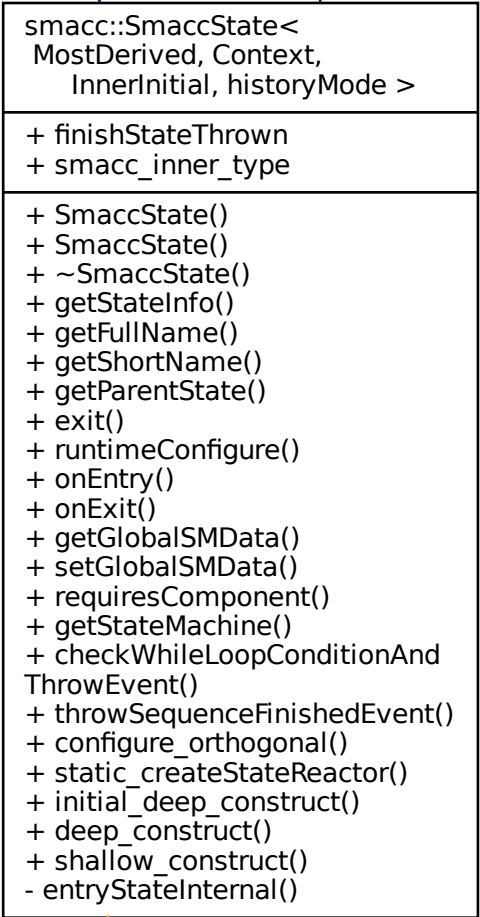 smacc::SmaccState<
MostDerived, Context,
InnerInitial, historyMode >
+ finishStateThrown
+ smacc_inner_type
+ SmaccState()
+ SmaccState()
+ ~SmaccState()
+ getStateInfo()
+ getFullName()
+ getShortName()
+ getParentState()
+ exit()
+ runtimeConfigure()
+ onEntry()
+ onExit()
+ getGlobalSMData()
+ setGlobalSMData()
+ requiresComponent()
+ getStateMachine()
+ checkWhileLoopConditionAnd
ThrowEvent()
+ throwSequenceFinishedEvent()
+ configure_orthogonal()
+ static_createStateReactor()
+ initial_deep_construct()
+ deep_construct()
+ shallow_construct()
- entryStateInternal()